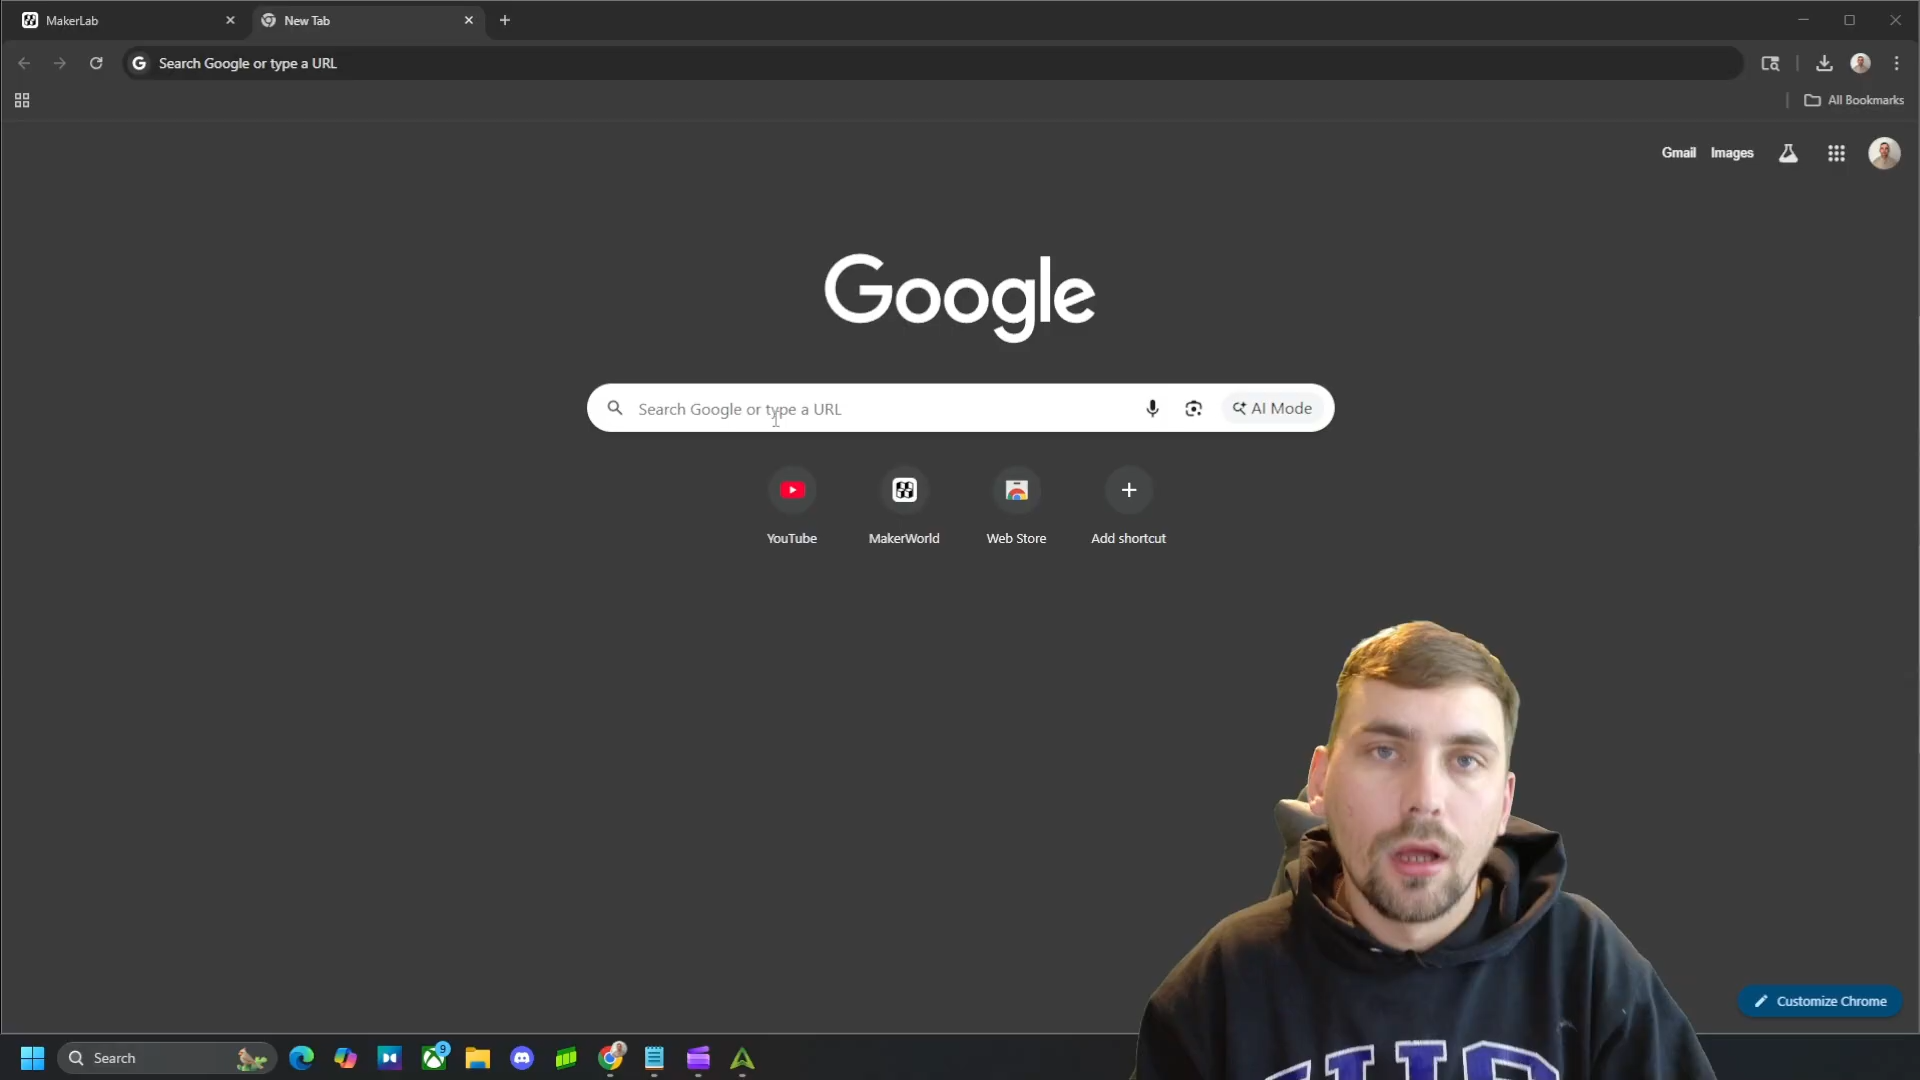 MakerLab
New Tab
Search Google or type a URL
All Bookmarks
Gmail Images
Google
Search Google or type a URL
AI Mode
YouTube
MakerWorld
Web Store
Add shortcut
Customize Chrome
Search
9